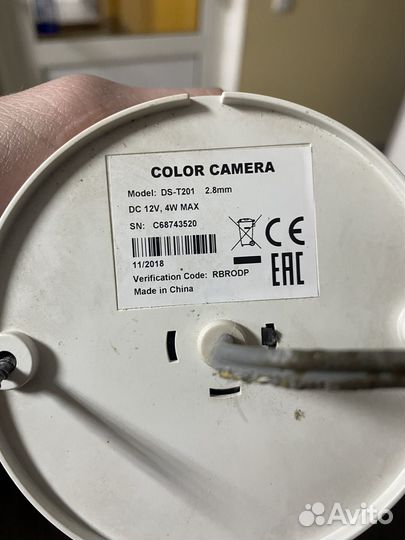 COLOR CAMERA
Model: DS-T201 2.8mm
DC 12V, 4W MAX
SN: C68743520
CE
11/2018
EAC
Verification Code: RBRODP
Made in China
Avito